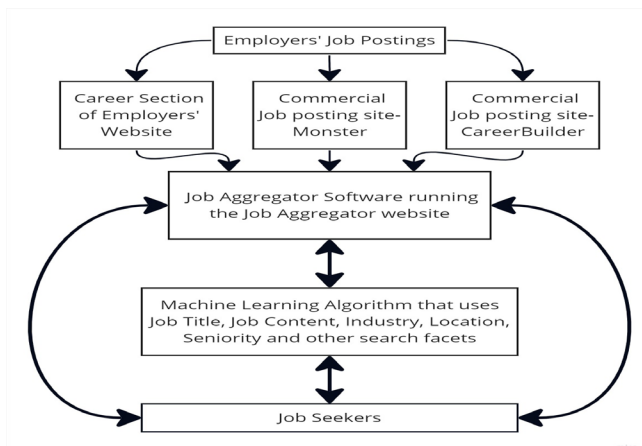 Employers' Job Postings
Career Section
of Employers'
Website
Commercial
Job posting site-
Monster
Commercial
Job posting site-
CareerBuilder
Job Aggregator Software running
the Job Aggregator website
Machine Learning Algorithm that uses
Job Title, Job Content, Industry, Location,
Seniority and other search facets
Job Seekers